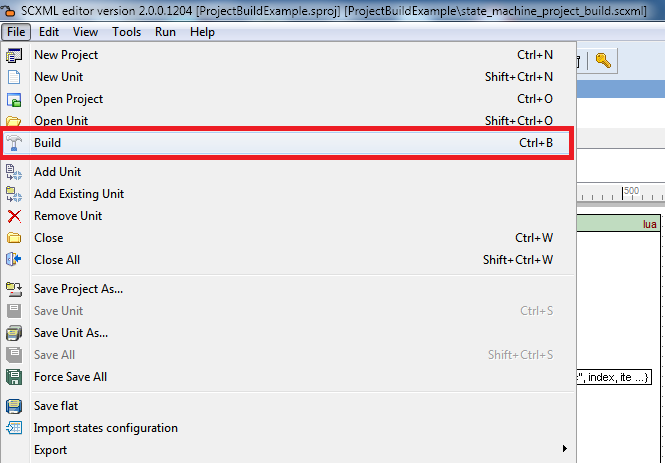 SCXML editor version 2.0.0.1204 [ProjectBuildExample.sproj] [ProjectBuildExample\state_machine_project_build.scxml]
File Edit View Tools Run Help
New Project Ctrl+N
New Unit Shift+Ctrl+N
Open Project Ctrl+O
Open Unit Shift+Ctrl+O
Build Ctrl+B
Add Unit
Add Existing Unit
500
Remove Unit
lua
Close Ctrl+W
Close All Shift+Ctrl+W
Save Project As...
Save Unit Ctrl+S
Save Unit As...
Save All Shift+Ctrl+S
Force Save All
", index, ite ...)
Save flat
Import states configuration
Export